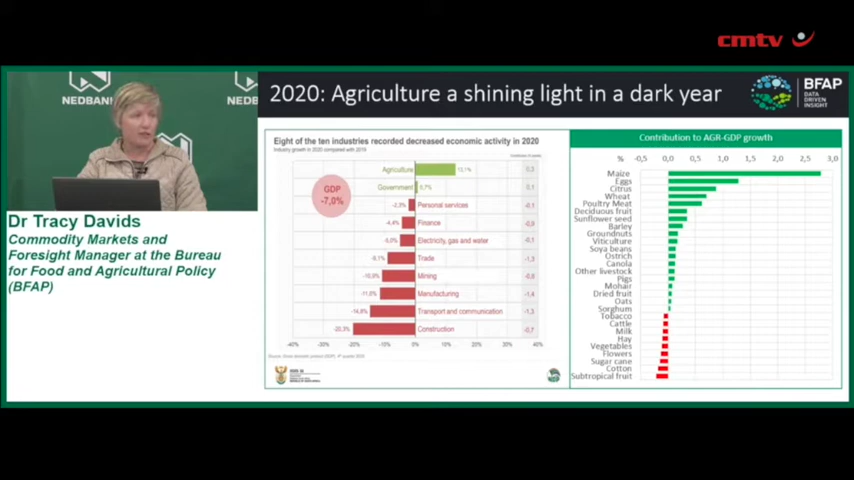 cmtv
NEDBANK
NEDB
Dr Tracy Davids
Commodity Markets and
Foresight Manager at the Bureau
for Food and Agricultural Policy
(BFAP)
2020: Agriculture a shining light in a dark year
BFAP
DATA
DRIVEN
INSIGHT
Eight of the ten industries recorded decreased economic activity in 2020
Industry growth in 2020 compared with 2019
GDP
-7,0%
Agriculture 13,1% 0,3
Government 0,7% 0,1
-2,3% Personal services -0,1
-4,4% Finance -0,9
-5,0% Electricity, gas and water -0,1
-9,1% Trade -1,3
-10,9% Mining -0,9
-11,0% Manufacturing -1,4
-14,8% Transport and communication -1,3
-20,3% Construction -0,7
-40% -30% -20% -10% 0% 10% 20% 30% 40%
Contribution to AGR-GDP growth
% -0,5 0,0 0,5 1,0 1,5 2,0 2,5 3,0
Maize
Eggs
Citrus
Wheat
Poultry Meat
Deciduous fruit
Sunflower seed
Barley
Groundnuts
Viticulture
Soya beans
Ostrich
Canola
Other livestock
Pigs
Mohair
Dried fruit
Oats
Sorghum
Tobacco
Cattle
Milk
Hay
Vegetables
Flowers
Sugar cane
Cotton
Subtropical fruit